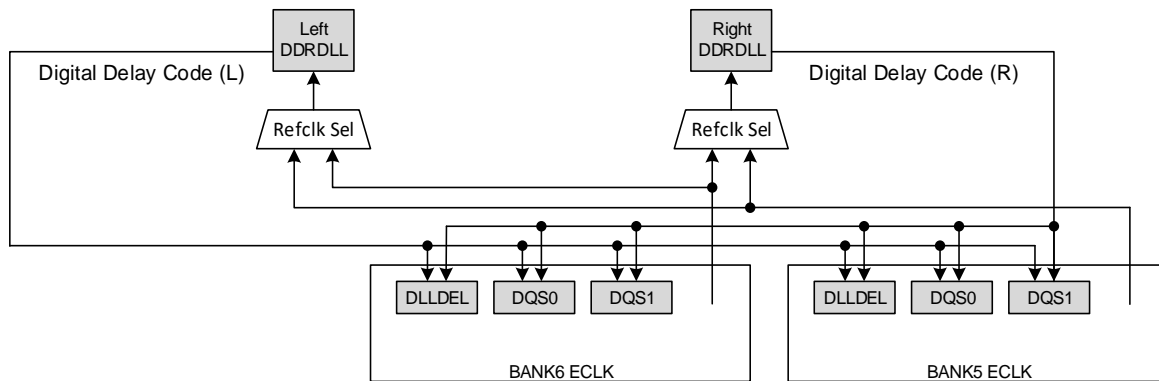 Left
DDRDLL
Right
DDRDLL
Digital Delay Code (L)
Digital Delay Code (R)
Refclk Sel
Refclk Sel
DLLDEL
DQS0
DQS1
DLLDEL
DQS0
DQS1
BANK6 ECLK
BANK5 ECLK